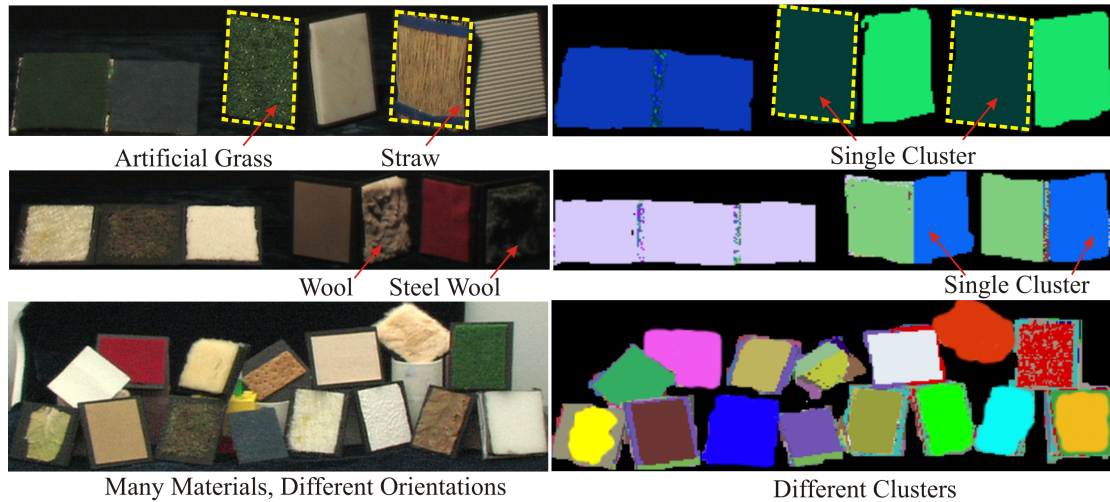 Artificial Grass
Straw
Single Cluster
Wool
Steel Wool
Single Cluster
Many Materials, Different Orientations
Different Clusters